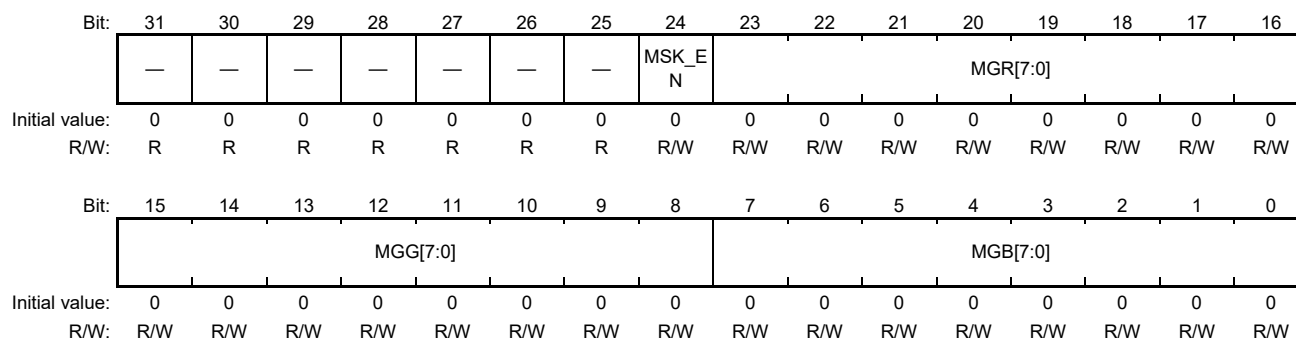 Bit: 31 30 29 28 27 26 25 24 23 22 21 20 19 18 17 16
— — — — — — — MSK_E
N MGR[7:0]
Initial value: 0 0 0 0 0 0 0 0 0 0 0 0 0 0 0 0
R/W: R R R R R R R R/W R/W R/W R/W R/W R/W R/W R/W R/W
Bit: 15 14 13 12 11 10 9 8 7 6 5 4 3 2 1 0
MGG[7:0] MGB[7:0]
Initial value: 0 0 0 0 0 0 0 0 0 0 0 0 0 0 0 0
R/W: R/W R/W R/W R/W R/W R/W R/W R/W R/W R/W R/W R/W R/W R/W R/W R/W